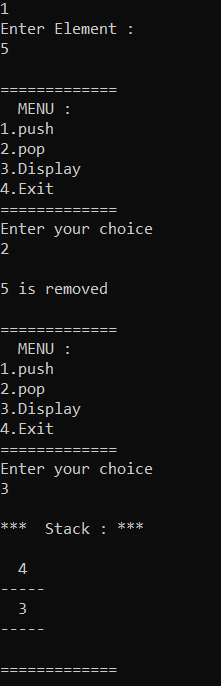 1
Enter Element :
5
=============
MENU :
1.push
2.pop
3.Display
4.Exit
=============
Enter your choice
2
5 is removed
=============
MENU :
1.push
2.pop
3.Display
4.Exit
=============
Enter your choice
3
***  Stack : ***
4
-----
3
-----
=============